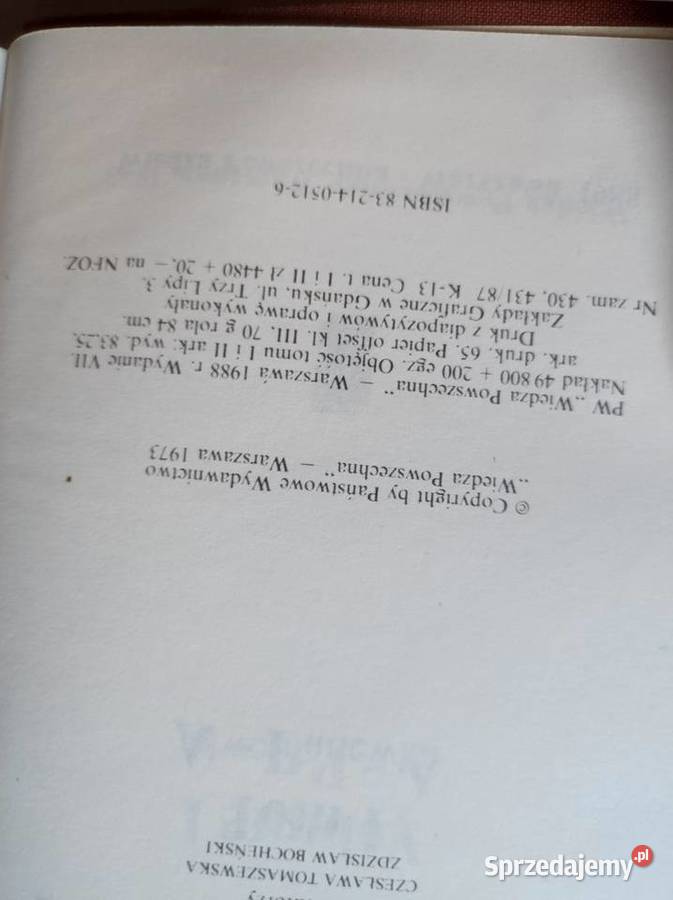 CZESŁAWA TOMASZEWSKA
ZDZISŁAW BOCHEŃSKI
© Copyright by Państwowe Wydawnictwo
„Wiedza Powszechna” — Warszawa 1973
PW „Wiedza Powszechna” — Warszawa 1988 r. Wydanie VII.
Nakład 49 800 + 200 egz. Objętość tomu I i II ark: wyd. 83,25.
ark. druk. 65. Papier offset kl. III. 70 g rola 84 cm.
Druk z diapozytywów i oprawę wykonały
Zakłady Graficzne w Gdańsku, ul. Trzy Lipy 3.
Nr zam. 430, 431/87 K-13 Cena t. I i II zł 4480 + 20,— na NFOZ.
ISBN 83-214-0512-6
Sprzedajemy.pl